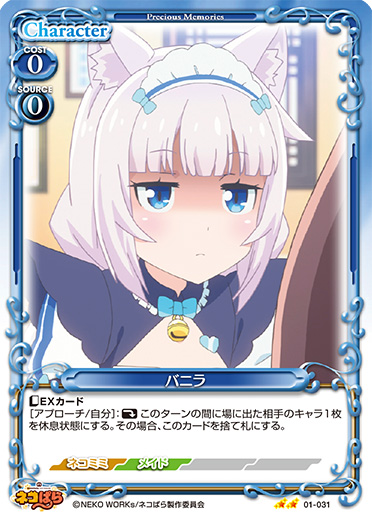 Precious Memories
Character
COST
0
SOURCE
0
バニラ
EXカード
[アプローチ/自分]: このターンの間に場に出た相手のキャラ1枚
を休息状態にする。その場合、このカードを捨て札にする。
ネコミミ メイド
ネコぱら
©NEKO WORKs/ネコぱら製作委員会
01-031